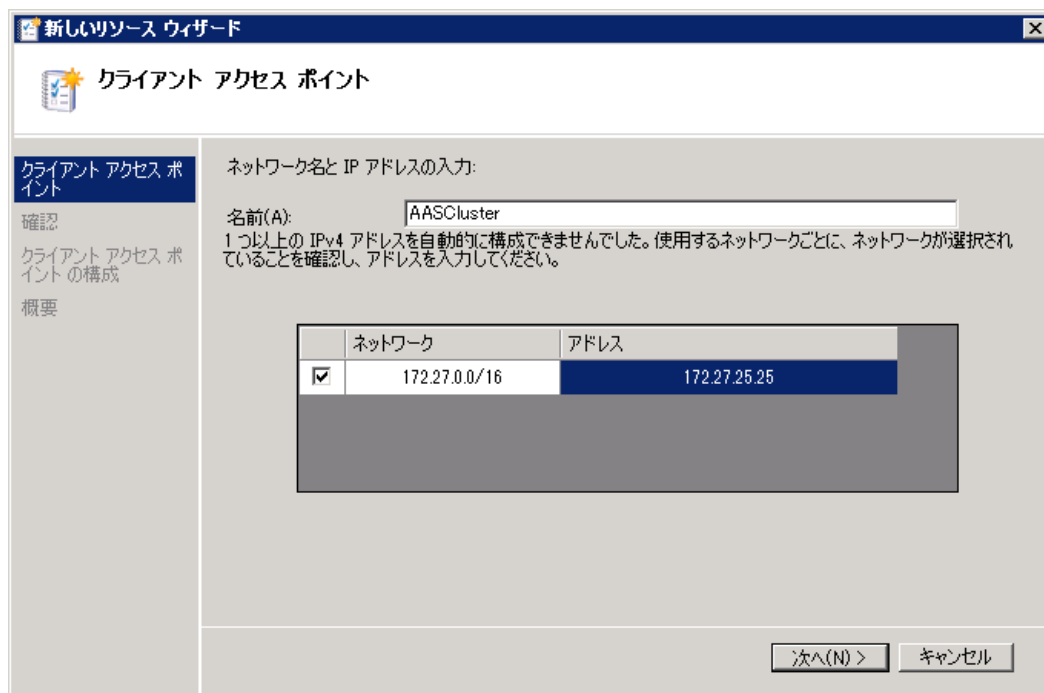 新しいリソース ウィザード
クライアント アクセス ポイント
クライアント アクセス ポ
イント
確認
クライアント アクセス ポ
イント の構成
概要
ネットワーク名と IP アドレスの入力:
名前(A): AASCluster
1 つ以上の IPv4 アドレスを自動的に構成できませんでした。使用するネットワークごとに、ネットワークが選択され
ていることを確認し、アドレスを入力してください。
ネットワーク アドレス
172.27.0.0/16 172.27.25.25
次へ(N) > キャンセル